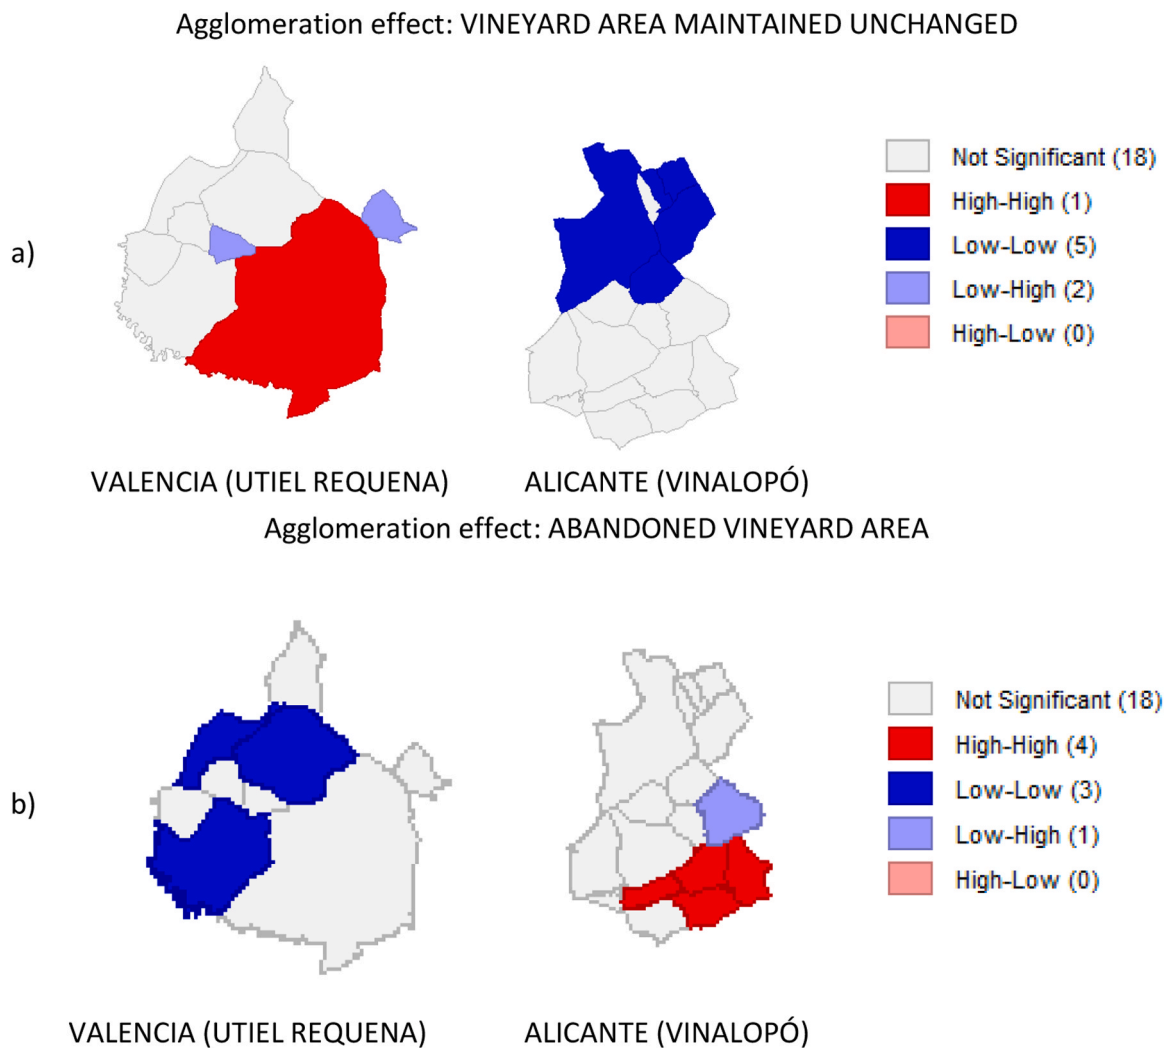 Agglomeration effect: VINEYARD AREA MAINTAINED UNCHANGED
a)
Not Significant (18)
High-High (1)
Low-Low (5)
Low-High (2)
High-Low (0)
VALENCIA (UTIEL REQUENA) ALICANTE (VINALOPÓ)
Agglomeration effect: ABANDONED VINEYARD AREA
b)
Not Significant (18)
High-High (4)
Low-Low (3)
Low-High (1)
High-Low (0)
VALENCIA (UTIEL REQUENA) ALICANTE (VINALOPÓ)